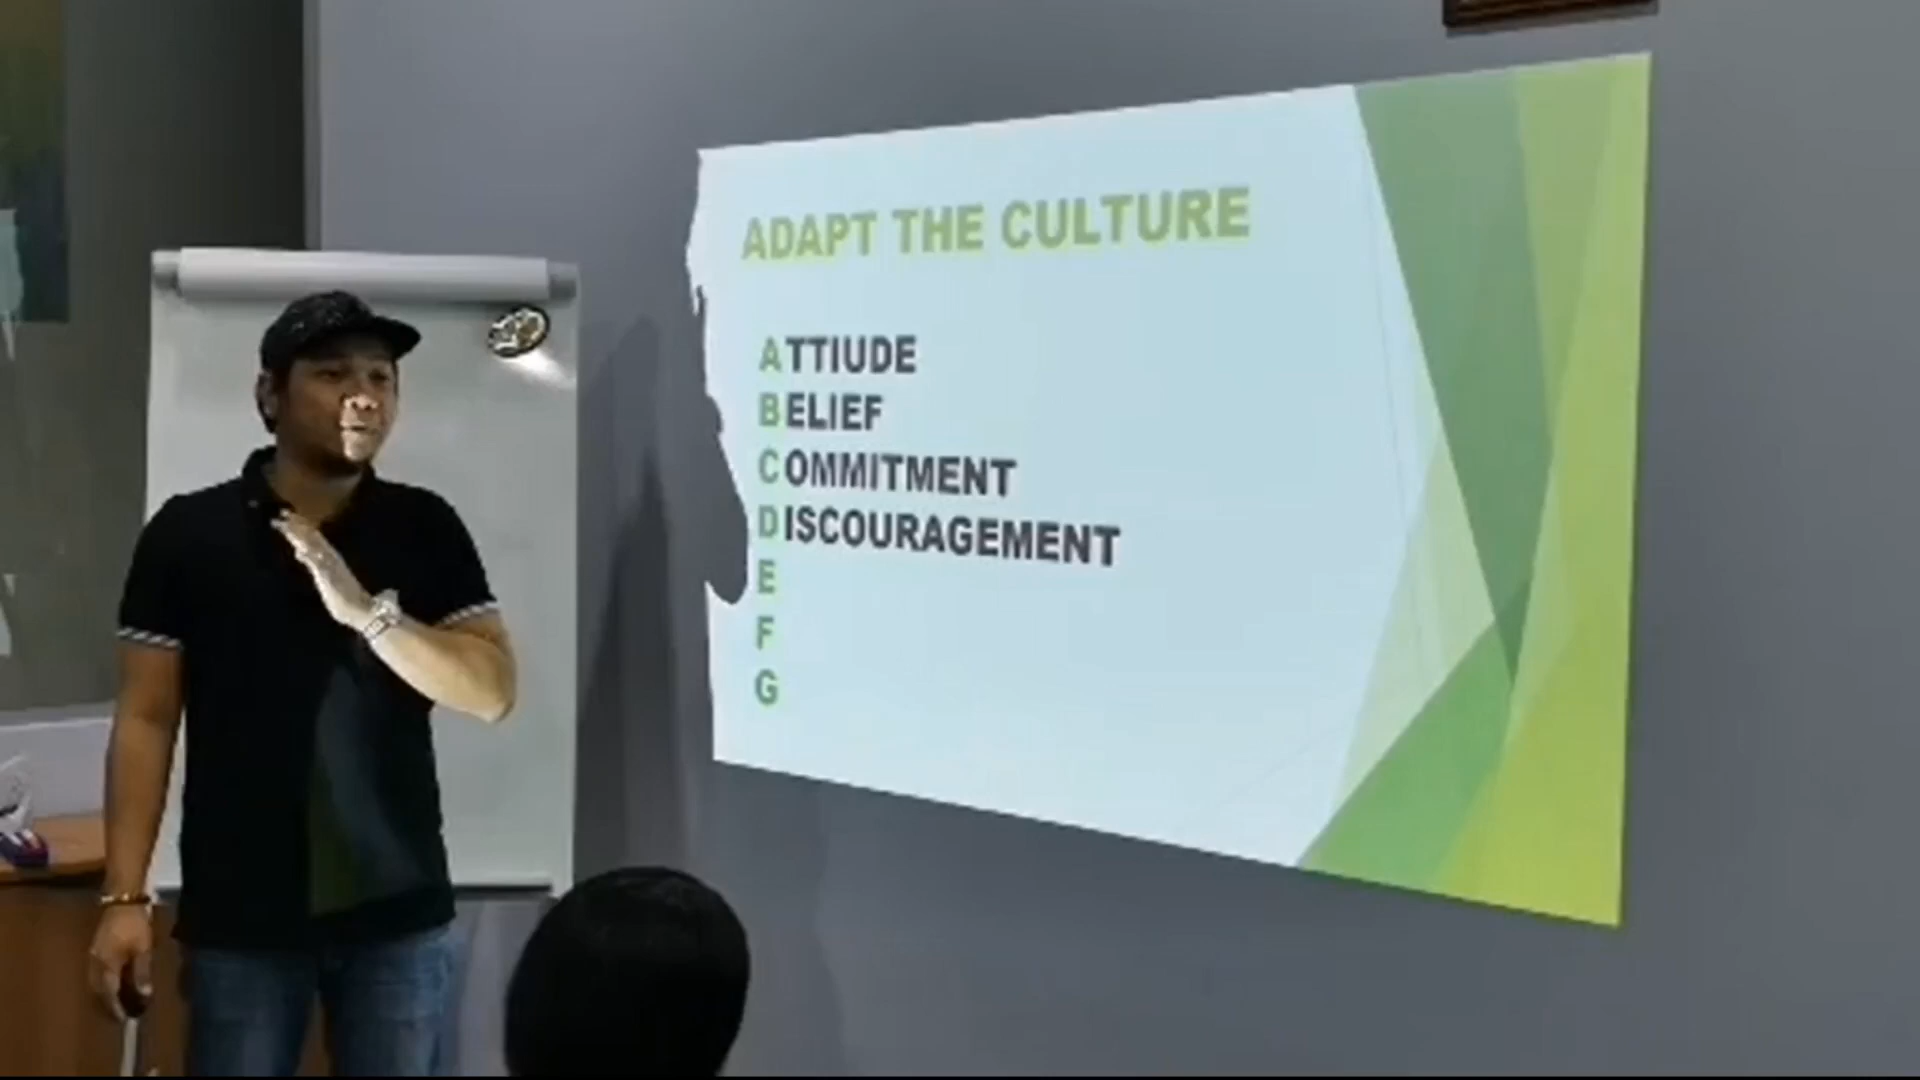 ADAPT THE CULTURE
ATTIUDE
BELIEF
COMMITMENT
DISCOURAGEMENT
E
F
G